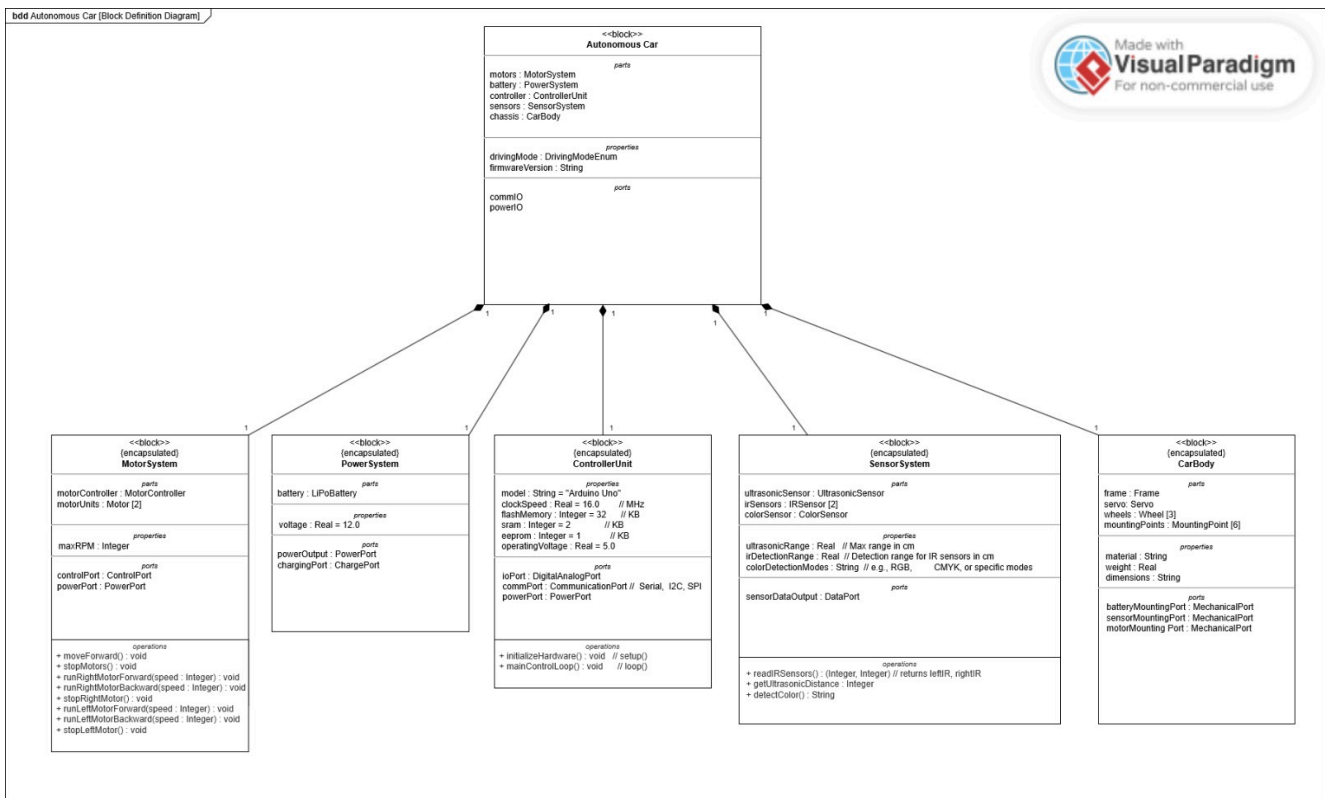 bdd Autonomous Car [Block Definition Diagram]
Made with
Visual Paradigm
For non-commercial use
<<block>>
Autonomous Car
parts
motors : MotorSystem
battery : PowerSystem
controller : ControllerUnit
sensors : SensorSystem
chassis : CarBody
properties
drivingMode : DrivingModeEnum
firmwareVersion : String
ports
commIO
powerIO
1
1
1
1
1
1
1
1
1
1
<<block>>
{encapsulated}
MotorSystem
parts
motorController : MotorController
motorUnits : Motor [2]
properties
maxRPM : Integer
ports
controlPort : ControlPort
powerPort : PowerPort
operations
+ moveForward() : void
+ stopMotors() : void
+ runRightMotorForward(speed : Integer) : void
+ runRightMotorBackward(speed : Integer) : void
+ stopRightMotor() : void
+ runLeftMotorForward(speed : Integer) : void
+ runLeftMotorBackward(speed : Integer) : void
+ stopLeftMotor() : void
<<block>>
{encapsulated}
PowerSystem
parts
battery : LiPoBattery
properties
voltage : Real = 12.0
ports
powerOutput : PowerPort
chargingPort : ChargePort
<<block>>
{encapsulated}
ControllerUnit
properties
model : String = "Arduino Uno"
clockSpeed : Real = 16.0 // MHz
flashMemory : Integer = 32 // KB
sram : Integer = 2 // KB
eeprom : Integer = 1 // KB
operatingVoltage : Real = 5.0
ports
ioPort : DigitalAnalogPort
commPort : CommunicationPort // Serial, I2C, SPI
powerPort : PowerPort
operations
+ initializeHardware() : void // setup()
+ mainControlLoop() : void // loop()
<<block>>
{encapsulated}
SensorSystem
parts
ultrasonicSensor : UltrasonicSensor
irSensors : IRSensor [2]
colorSensor : ColorSensor
properties
ultrasonicRange : Real // Max range in cm
irDetectionRange : Real // Detection range for IR sensors in cm
colorDetectionModes : String // e.g., RGB, CMYK, or specific modes
ports
sensorDataOutput : DataPort
operations
+ readIRSensors() : (Integer, Integer) // returns leftIR, rightIR
+ getUltrasonicDistance : Integer
+ detectColor() : String
<<block>>
{encapsulated}
CarBody
parts
frame : Frame
servo: Servo
wheels : Wheel [3]
mountingPoints : MountingPoint [6]
properties
material : String
weight : Real
dimensions : String
ports
batteryMountingPort : MechanicalPort
sensorMountingPort : MechanicalPort
motorMounting Port : MechanicalPort